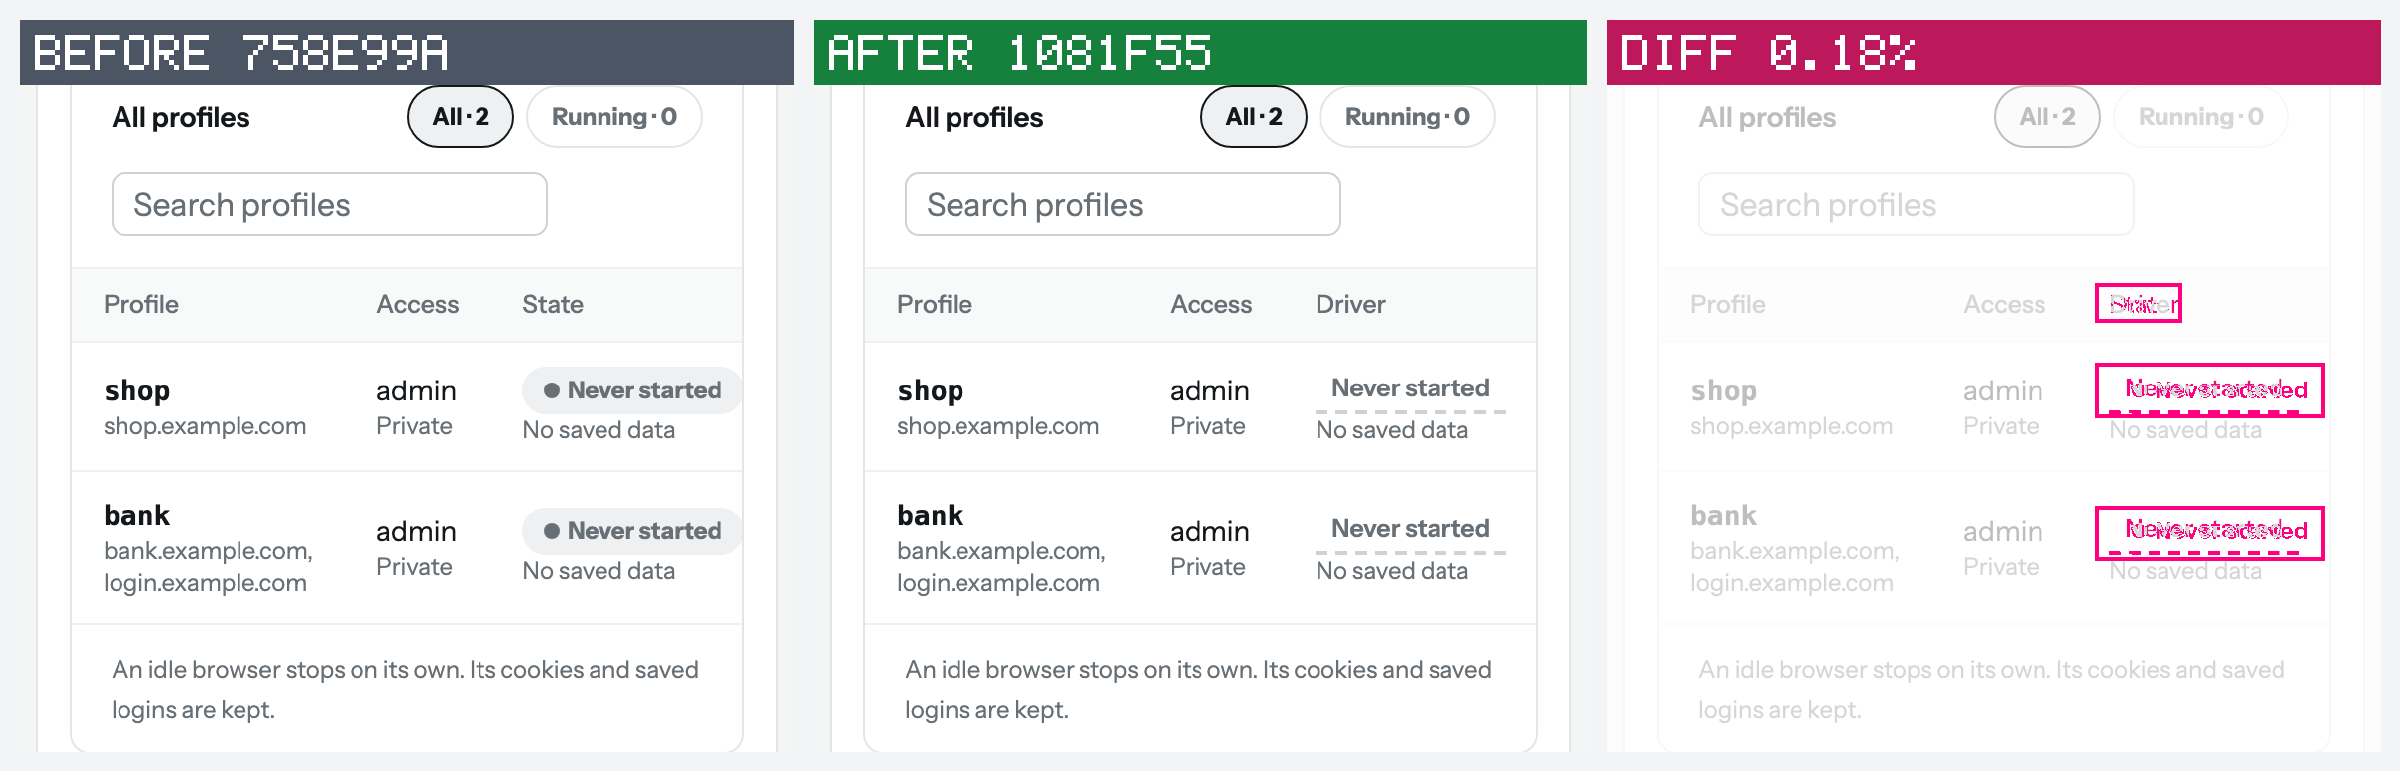 BEFORE 758E99A
All profiles All·2 Running·0
Search profiles
Profile Access State
shop admin Never started
shop.example.com Private No saved data
bank admin Never started
bank.example.com, Private No saved data
login.example.com
An idle browser stops on its own. Its cookies and saved
logins are kept.
AFTER 1081F55
All profiles All·2 Running·0
Search profiles
Profile Access Driver
shop admin Never started
shop.example.com Private No saved data
bank admin Never started
bank.example.com, Private No saved data
login.example.com
An idle browser stops on its own. Its cookies and saved
logins are kept.
DIFF 0.18%
All profiles All·2 Running·0
Search profiles
Profile Access
shop admin
shop.example.com Private No saved data
bank admin
bank.example.com, Private No saved data
login.example.com
An idle browser stops on its own. Its cookies and saved
logins are kept.